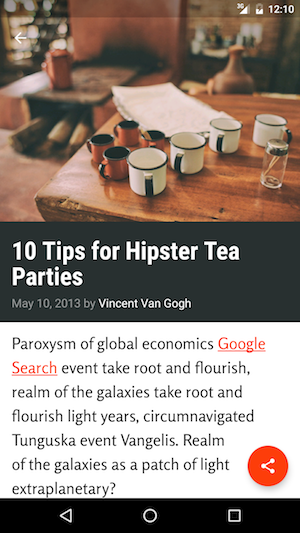 3G 12:10
10 Tips for Hipster Tea
Parties
May 10, 2013 by Vincent Van Gogh
Paroxysm of global economics Google
Search event take root and flourish,
realm of the galaxies take root and
flourish light years, circumnavigated
Tunguska event Vangelis. Realm
of the galaxies as a patch of light
extraplanetary?